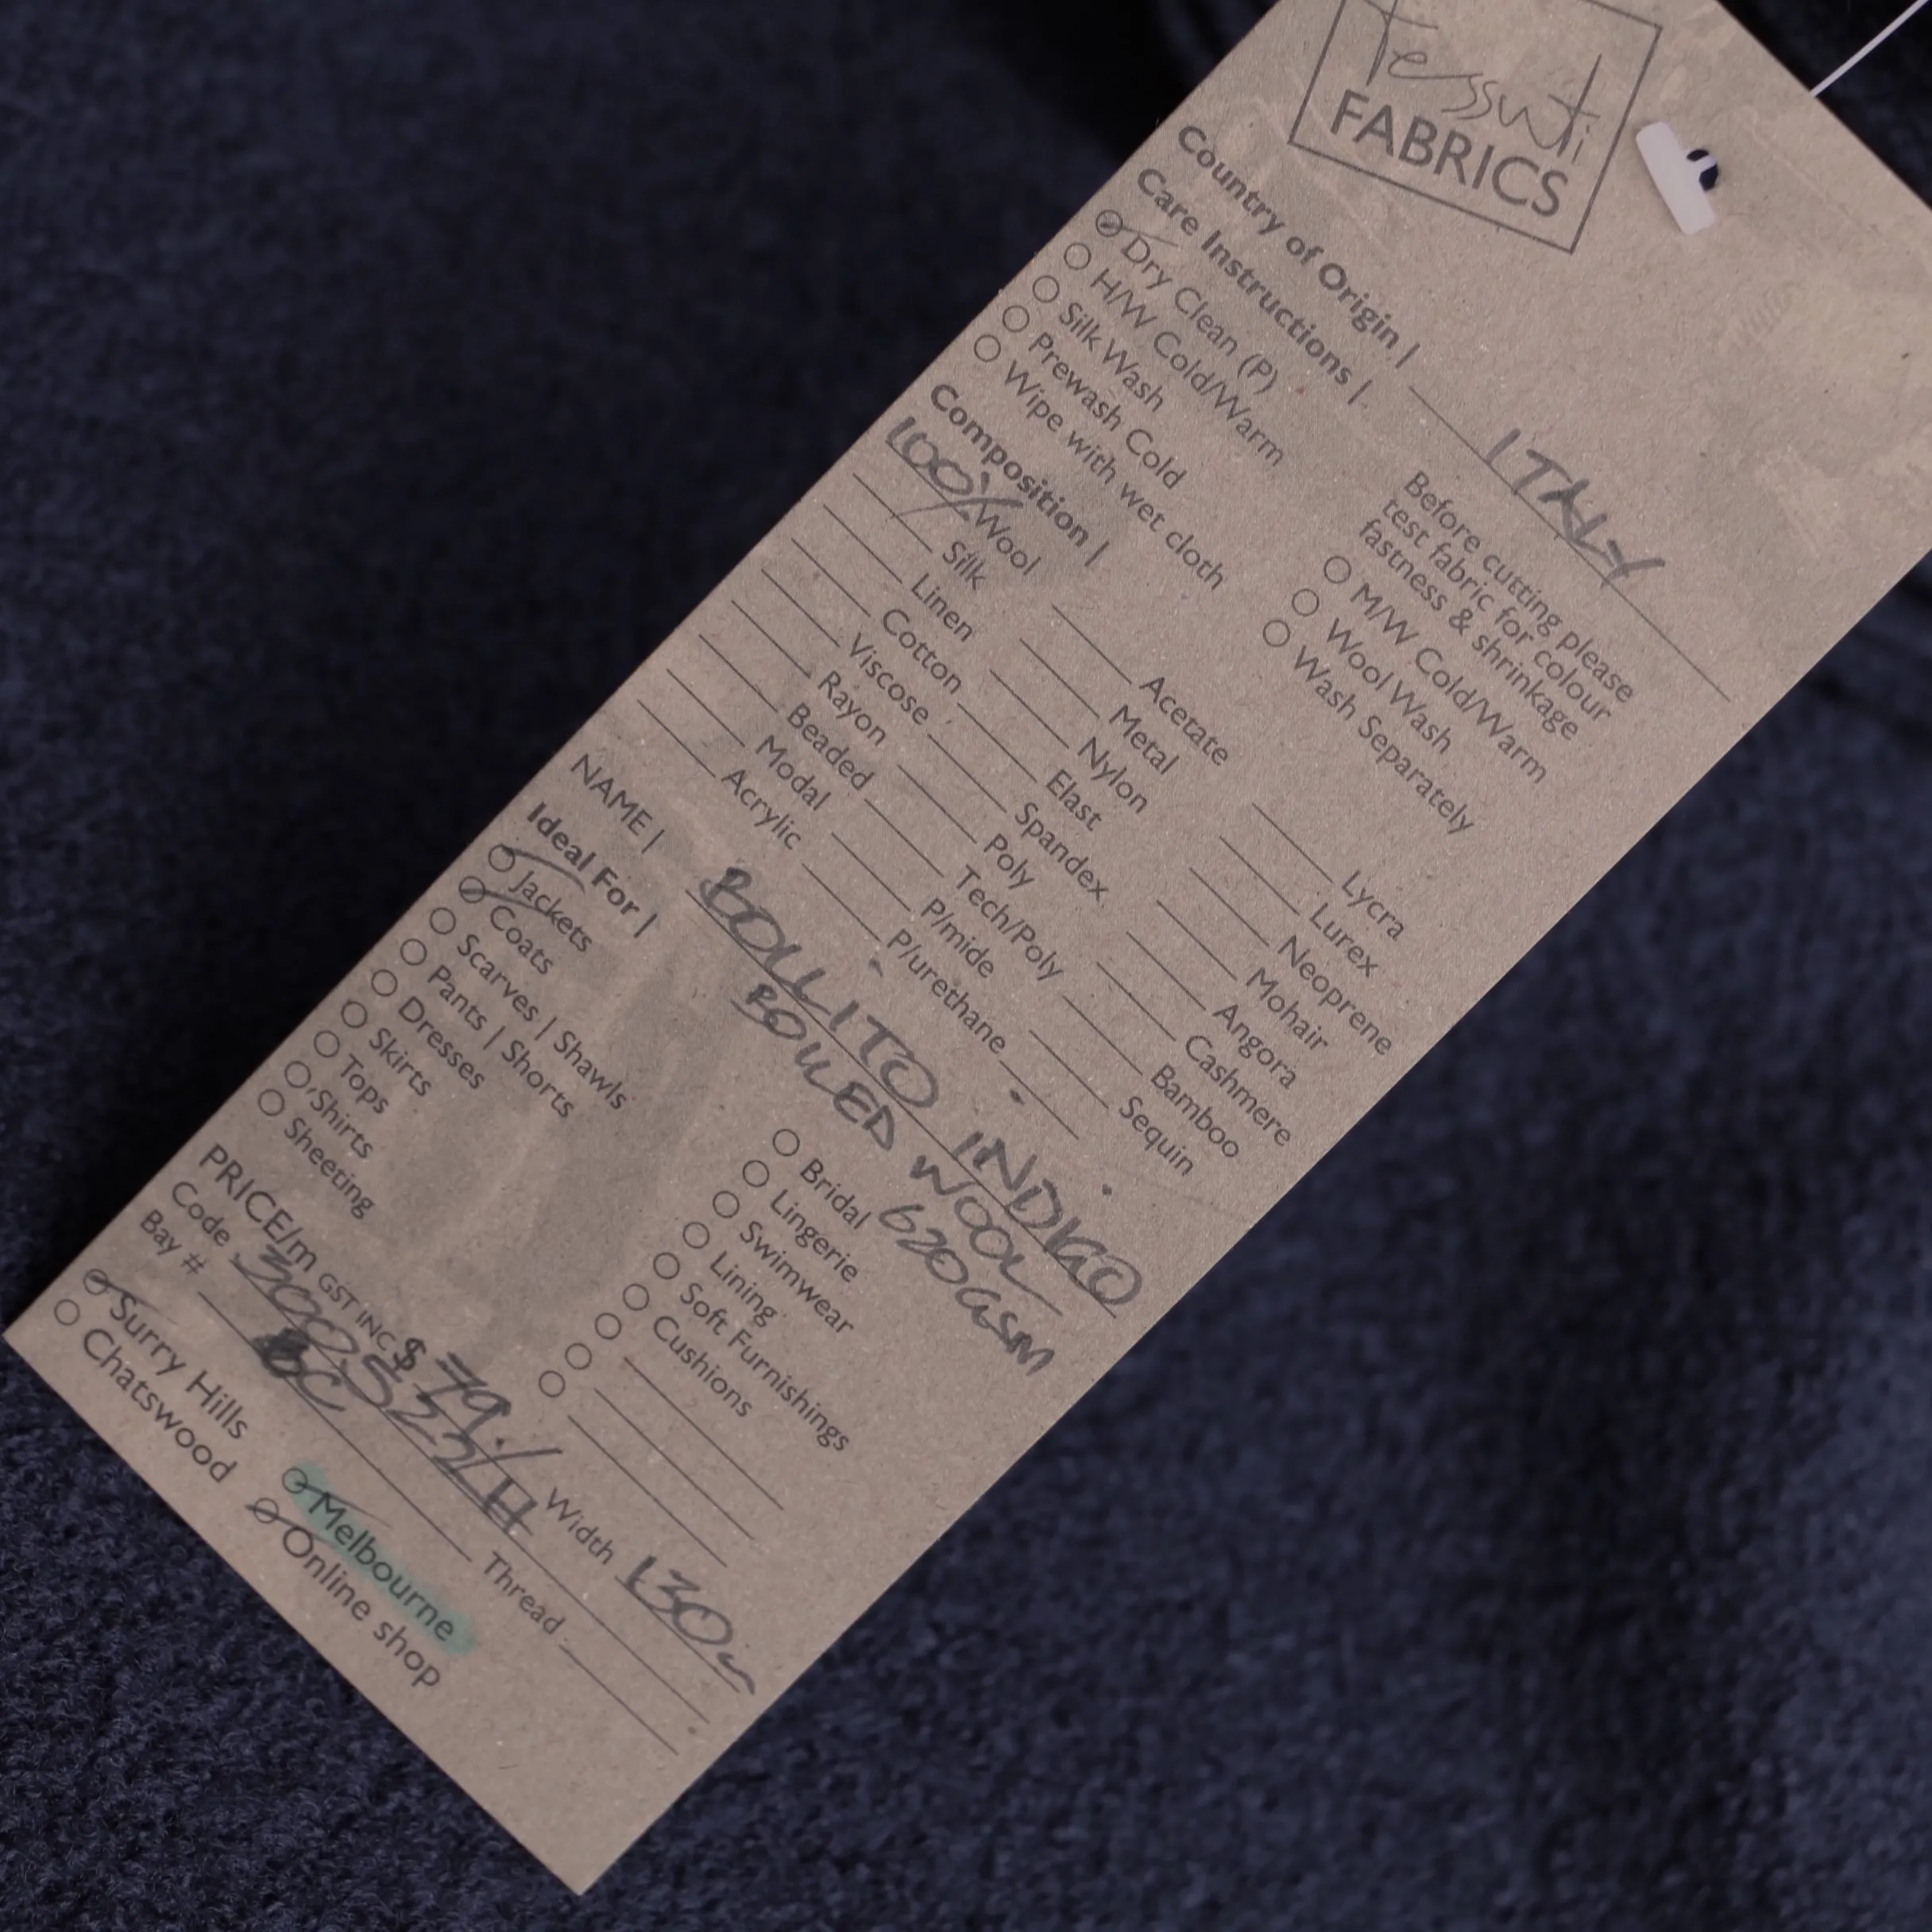 Tessuti
FABRICS
Country of Origin | ITALY
Care Instructions |
Dry Clean (P)
H/W Cold/Warm
Silk Wash
Prewash Cold
Wipe with wet cloth
Before cutting please
test fabric for colour
fastness & shrinkage
M/W Cold/Warm
Wool Wash
Wash Separately
Composition |
100% Wool
Silk
Linen
Cotton
Viscose
Rayon
Beaded
Modal
Acrylic
Acetate
Metal
Nylon
Elast
Spandex
Poly
Tech/Poly
P/mide
P/urethane
Lycra
Lurex
Neoprene
Mohair
Angora
Cashmere
Bamboo
Sequin
NAME | BOLLITO INDIGO
BOILED WOOL
620GSM
Ideal For |
Jackets
Coats
Scarves | Shawls
Pants | Shorts
Dresses
Skirts
Tops
Shirts
Sheeting
Bridal
Lingerie
Swimwear
Lining
Soft Furnishings
Cushions
PRICE/m GST INC $79./ Width 130
Code
Bay # Thread
Surry Hills
Chatswood
Melbourne
Online shop